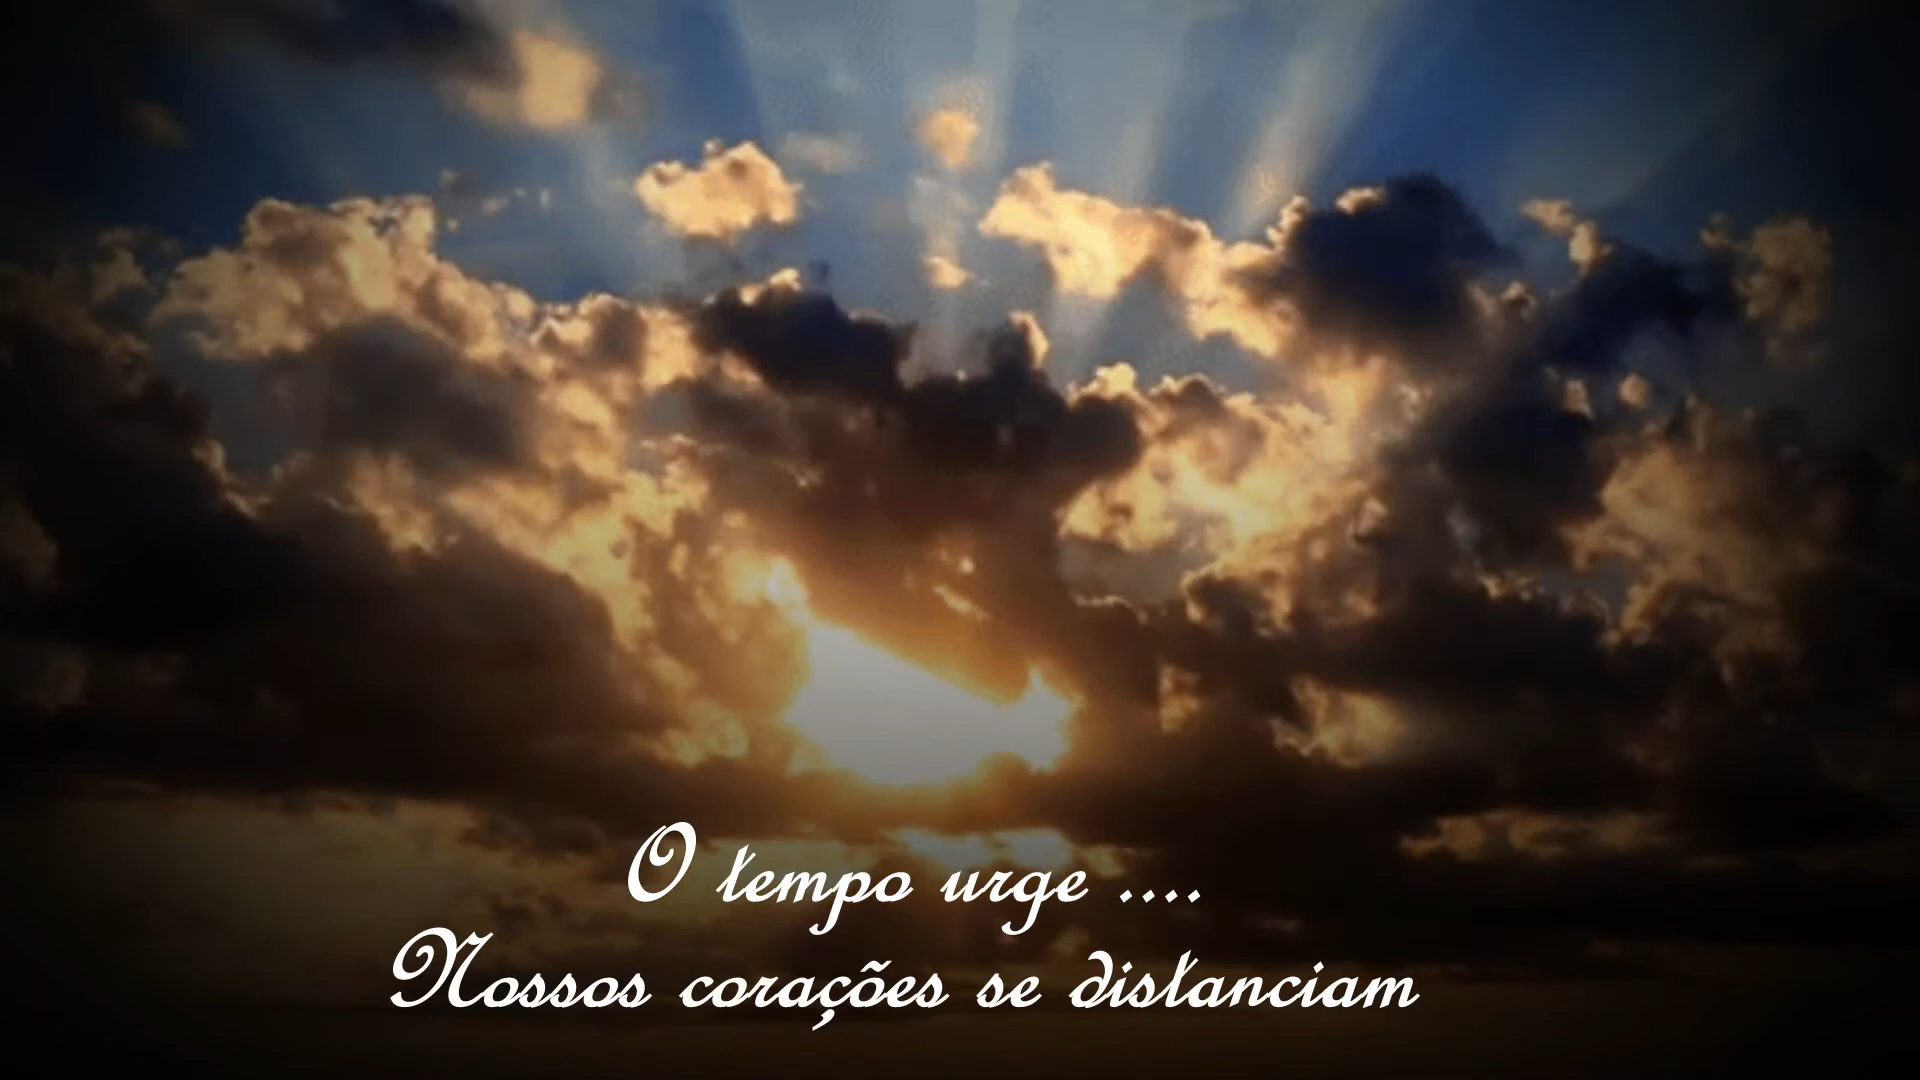 O tempo urge ....
Nossos corações se distanciam